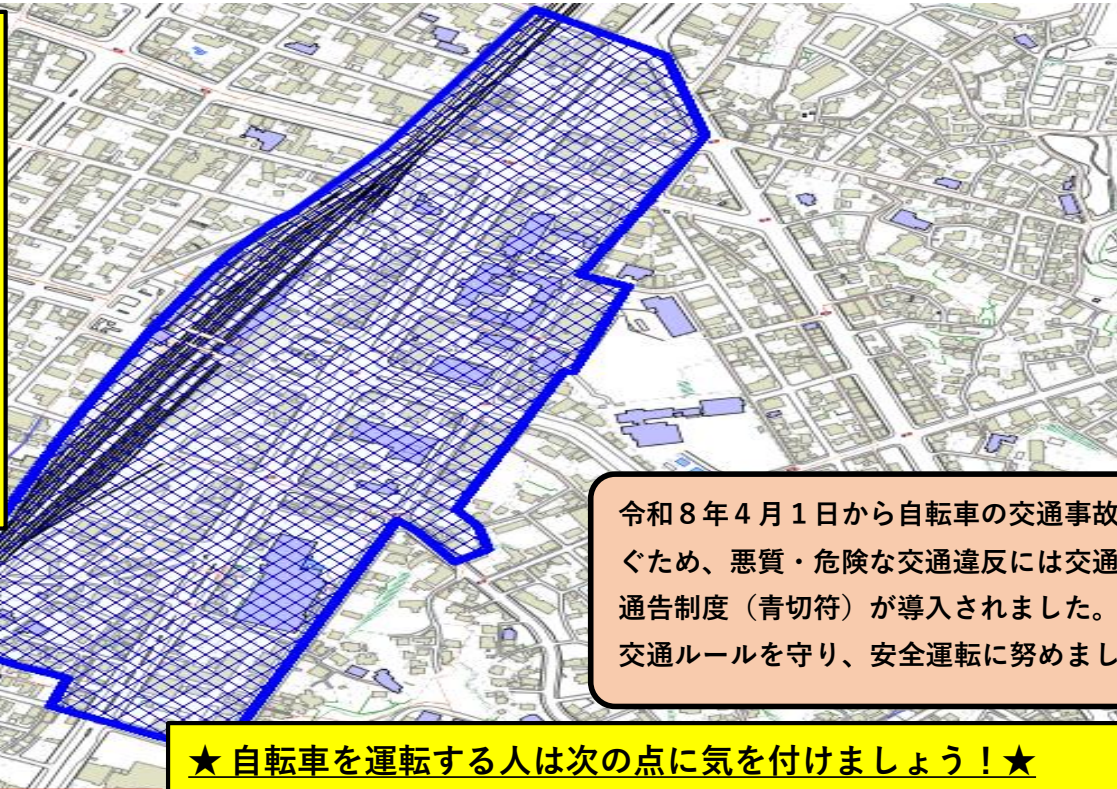 令和８年４月１日から自転車の交通事故
ぐため、悪質・危険な交通違反には交通
通告制度（青切符）が導入されました。
交通ルールを守り、安全運転に努めまし
★ 自転車を運転する人は次の点に気を付けましょう！★